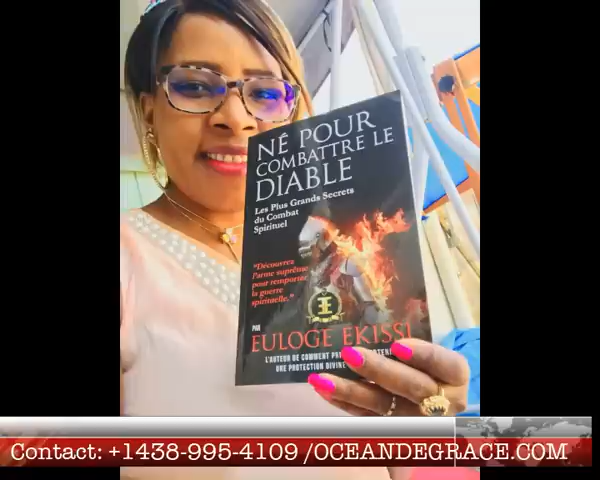 NÉ POUR
COMBATTRE LE
DIABLE
Les Plus Grands Secrets
du Combat
Spirituel
"Découvrez
l'arme suprême
pour remporter
la guerre
spirituelle."
PAR
EULOGE EKISSI
L'AUTEUR DE COMMENT
UNE PROTECTION DIVINE
Contact: +1438-995-4109 /OCEANDEGRACE.COM